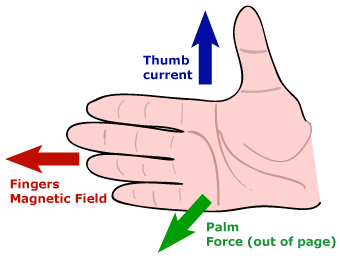 Thumb
current
Fingers
Magnetic Field
Palm
Force (out of page)